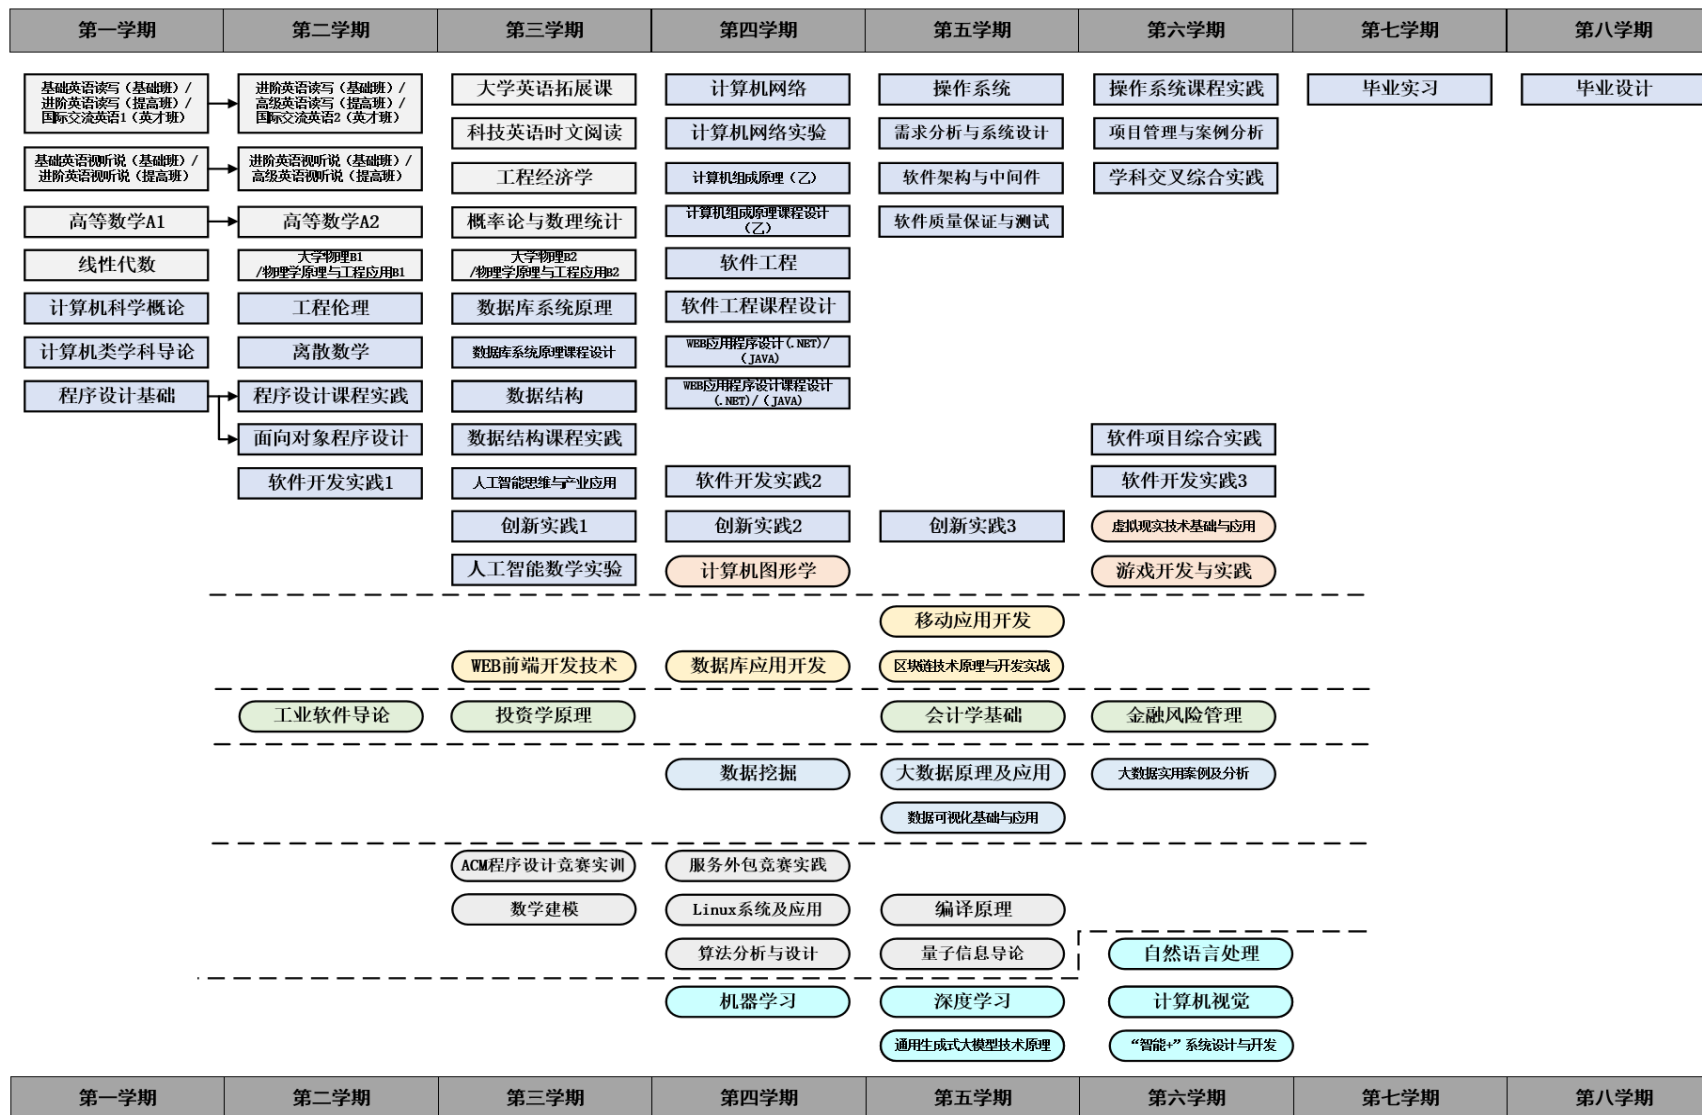 第一学期
第二学期
第三学期
第四学期
第五学期
第六学期
第七学期
第八学期
基础英语读写（基础班）/
进阶英语读写（提高班）/
国际交流英语1（英才班）
进阶英语读写（基础班）/
高级英语读写（提高班）/
国际交流英语2（英才班）
大学英语拓展课
计算机网络
操作系统
操作系统课程实践
毕业实习
毕业设计
科技英语时文阅读
计算机网络实验
需求分析与系统设计
项目管理与案例分析
基础英语视听说（基础班）/
进阶英语视听说（提高班）
进阶英语视听说（基础班）/
高级英语视听说（提高班）
工程经济学
计算机组成原理（乙）
软件架构与中间件
学科交叉综合实践
高等数学A1
高等数学A2
概率论与数理统计
计算机组成原理课程设计
（乙）
软件质量保证与测试
线性代数
大学物理B1
/物理学原理与工程应用B1
大学物理B2
/物理学原理与工程应用B2
软件工程
计算机科学概论
工程伦理
数据库系统原理
软件工程课程设计
计算机类学科导论
离散数学
数据库系统原理课程设计
WEB应用程序设计(.NET)/
(JAVA)
程序设计基础
程序设计课程实践
数据结构
WEB应用程序设计课程设计
(.NET)/（JAVA)
面向对象程序设计
数据结构课程实践
软件项目综合实践
软件开发实践1
人工智能思维与产业应用
软件开发实践2
软件开发实践3
创新实践1
创新实践2
创新实践3
虚拟现实技术基础与应用
人工智能数学实验
计算机图形学
游戏开发与实践
移动应用开发
WEB前端开发技术
数据库应用开发
区块链技术原理与开发实战
工业软件导论
投资学原理
会计学基础
金融风险管理
数据挖掘
大数据原理及应用
大数据实用案例及分析
数据可视化基础与应用
ACM程序设计竞赛实训
服务外包竞赛实践
数学建模
Linux系统及应用
编译原理
算法分析与设计
量子信息导论
自然语言处理
机器学习
深度学习
计算机视觉
通用生成式大模型技术原理
“智能+”系统设计与开发
第一学期
第二学期
第三学期
第四学期
第五学期
第六学期
第七学期
第八学期